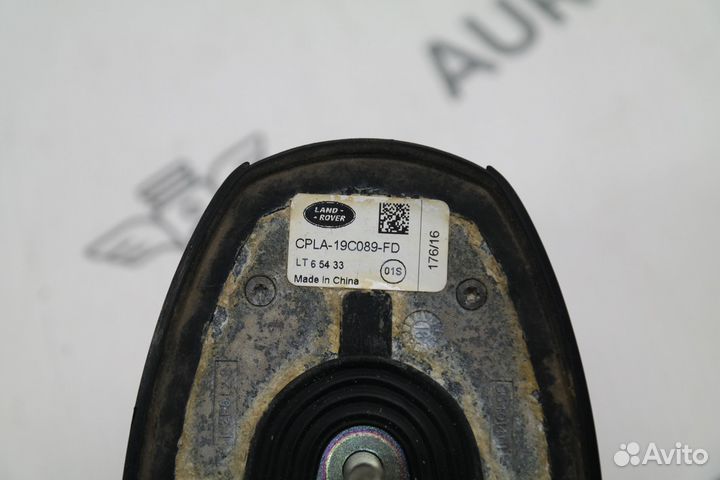 LAND-
-ROVER
CPLA-19C089-FD
LT 6 54 33
01S
Made in China
176/16
Avito